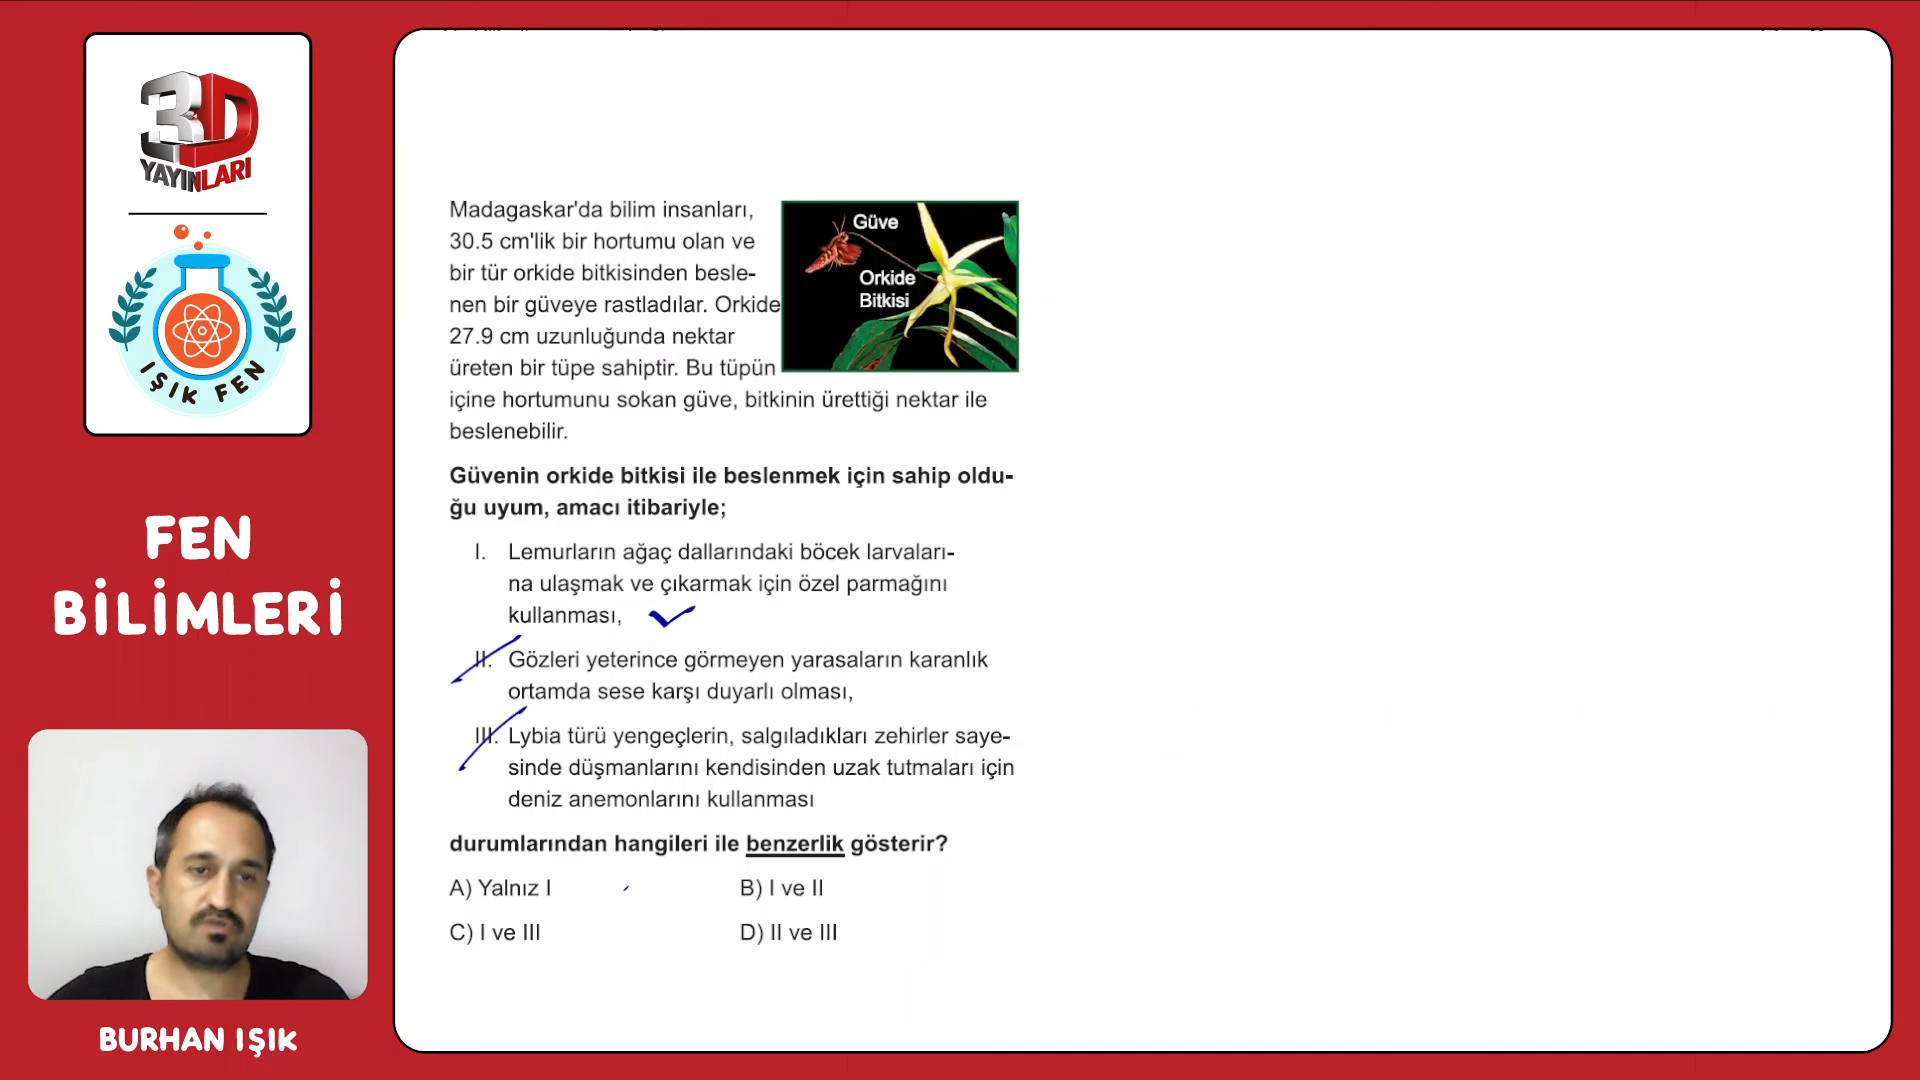 3D
YAYINLARI
IŞIK FEN
FEN
BİLİMLERİ
BURHAN IŞIK
Madagaskar'da bilim insanları,
30.5 cm'lik bir hortumu olan ve
bir tür orkide bitkisinden besle-
nen bir güveye rastladılar. Orkide
27.9 cm uzunluğunda nektar
üreten bir tüpe sahiptir. Bu tüpün
içine hortumunu sokan güve, bitkinin ürettiği nektar ile
beslenebilir.
Güve
Orkide
Bitkisi
Güvenin orkide bitkisi ile beslenmek için sahip oldu-
ğu uyum, amacı itibariyle;
I. Lemurların ağaç dallarındaki böcek larvaları-
na ulaşmak ve çıkarmak için özel parmağını
kullanması,
II. Gözleri yeterince görmeyen yarasaların karanlık
ortamda sese karşı duyarlı olması,
III. Lybia türü yengeçlerin, salgıladıkları zehirler saye-
sinde düşmanlarını kendisinden uzak tutmaları için
deniz anemonlarını kullanması
durumlarından hangileri ile benzerlik gösterir?
A) Yalnız I
B) I ve II
C) I ve III
D) II ve III